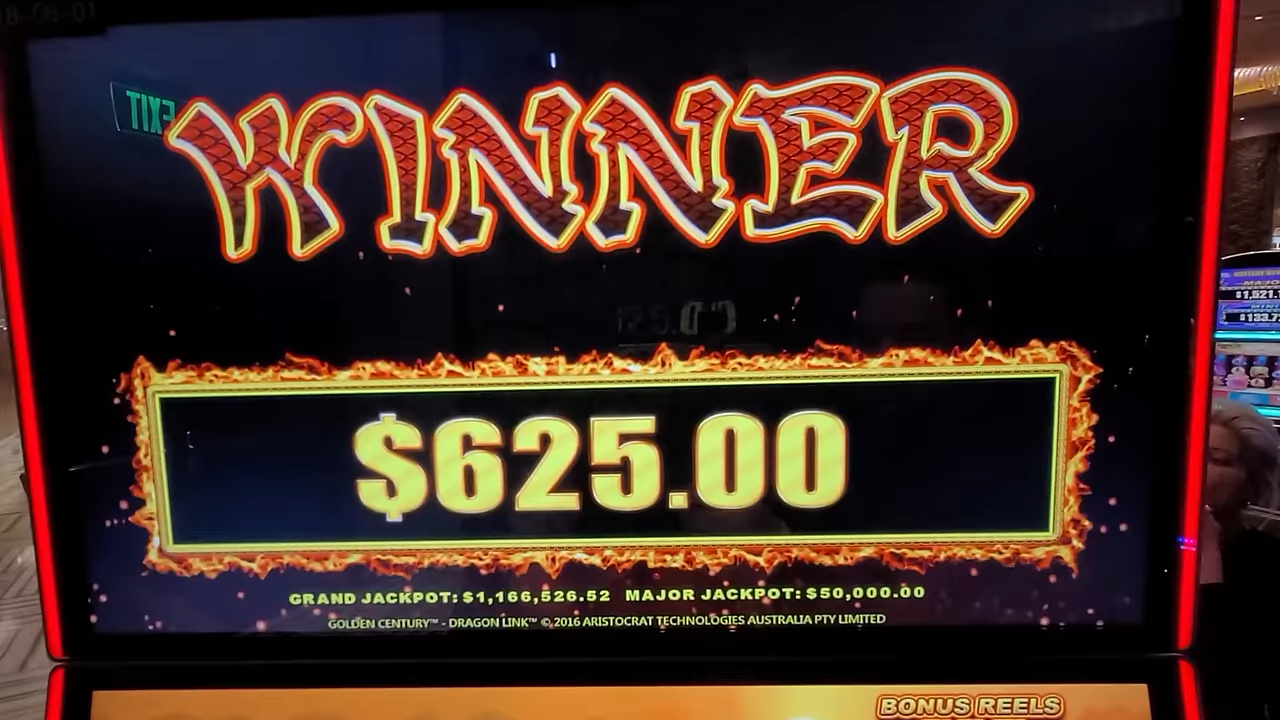 EXIT
WINNER
$625.00
GRAND JACKPOT: $1,166,526.52 MAJOR JACKPOT: $50,000.00
GOLDEN CENTURY™ - DRAGON LINK™ © 2016 ARISTOCRAT TECHNOLOGIES AUSTRALIA PTY LIMITED
BONUS REELS